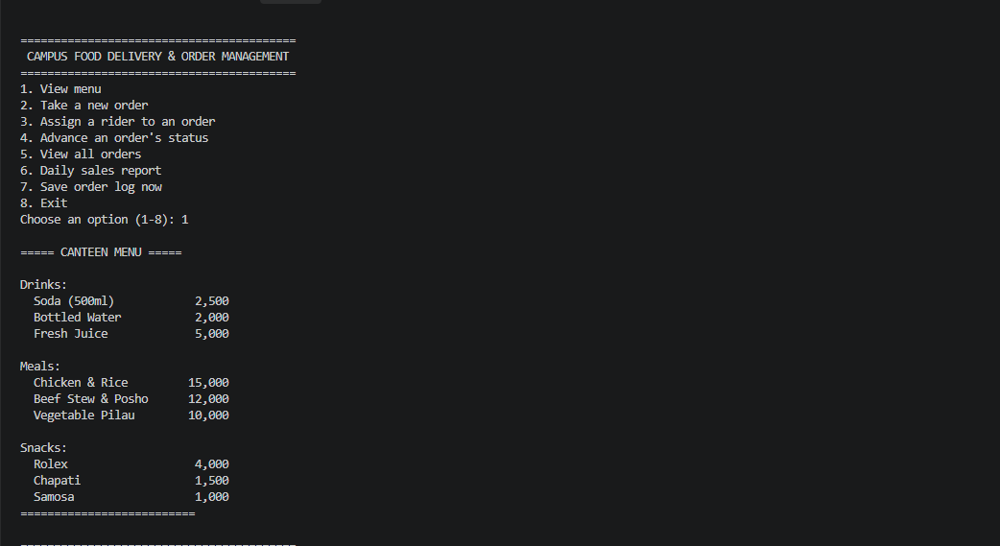 =========================================
CAMPUS FOOD DELIVERY & ORDER MANAGEMENT
=========================================
1. View menu
2. Take a new order
3. Assign a rider to an order
4. Advance an order's status
5. View all orders
6. Daily sales report
7. Save order log now
8. Exit
Choose an option (1-8): 1
===== CANTEEN MENU =====
Drinks:
Soda (500ml) 2,500
Bottled Water 2,000
Fresh Juice 5,000
Meals:
Chicken & Rice 15,000
Beef Stew & Posho 12,000
Vegetable Pilau 10,000
Snacks:
Rolex 4,000
Chapati 1,500
Samosa 1,000
==========================
=========================================